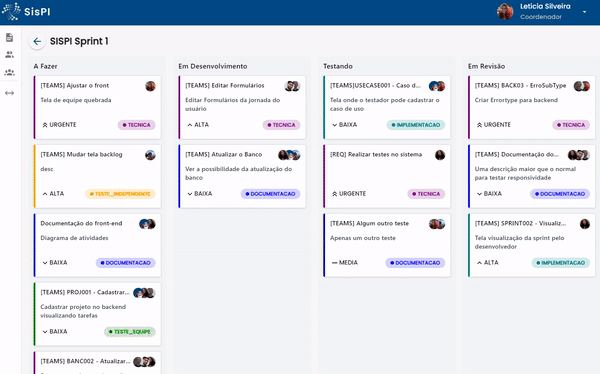 SisPI
Letícia Silveira
Coordenador
SISPI Sprint 1
A Fazer
[TEAMS] Ajustar o front
Tela de equipe quebrada
URGENTE
TECNICA
[TEAMS] Mudar tela backlog
desc
ALTA
TESTE_INDEPENDENTE
Documentação do front-end
Diagrama de atividades
BAIXA
DOCUMENTACAO
[TEAMS] PROJ001 - Cadastrar...
Cadastrar projeto no backend
visualizando tarefas
BAIXA
TESTE_EQUIPE
[TEAMS] BANC002 - Atualizar...
Em Desenvolvimento
[TEAMS] Editar Formulários
Editar Formulários da jornada do
usuário
ALTA
TECNICA
[TEAMS] Atualizar o Banco
Ver a possibilidade da atualização do
banco
BAIXA
DOCUMENTACAO
Testando
[TEAMS]USECASE001 - Caso d...
Tela onde o testador pode cadastrar o
caso de uso
BAIXA
IMPLEMENTACAO
[REQ] Realizar testes no sistema
URGENTE
TECNICA
[TEAMS] Algum outro teste
Apenas um outro teste
MEDIA
DOCUMENTACAO
Em Revisão
[TEAMS] BACK03 - ErroSubType
Criar Errortype para backend
URGENTE
TECNICA
[TEAMS] Documentação do...
Uma descrição maior que o normal
para testar responsividade
BAIXA
DOCUMENTACAO
[TEAMS] SPRINT002 - Visualiz...
Tela visualização da sprint pelo
desenvolvedor
ALTA
IMPLEMENTACAO